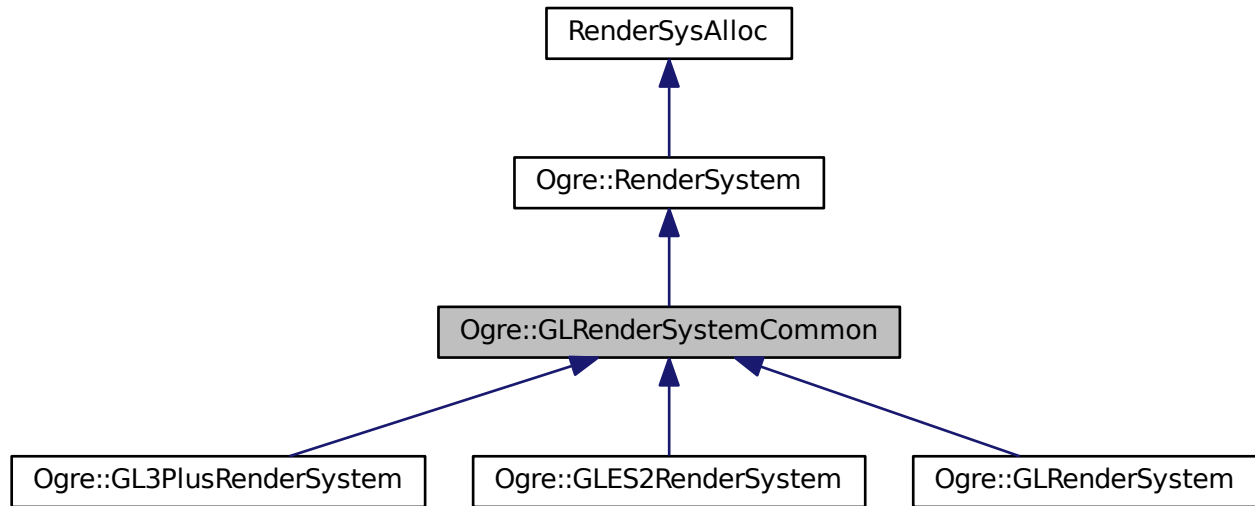 RenderSysAlloc
Ogre::RenderSystem
Ogre::GLRenderSystemCommon
Ogre::GL3PlusRenderSystem
Ogre::GLES2RenderSystem
Ogre::GLRenderSystem